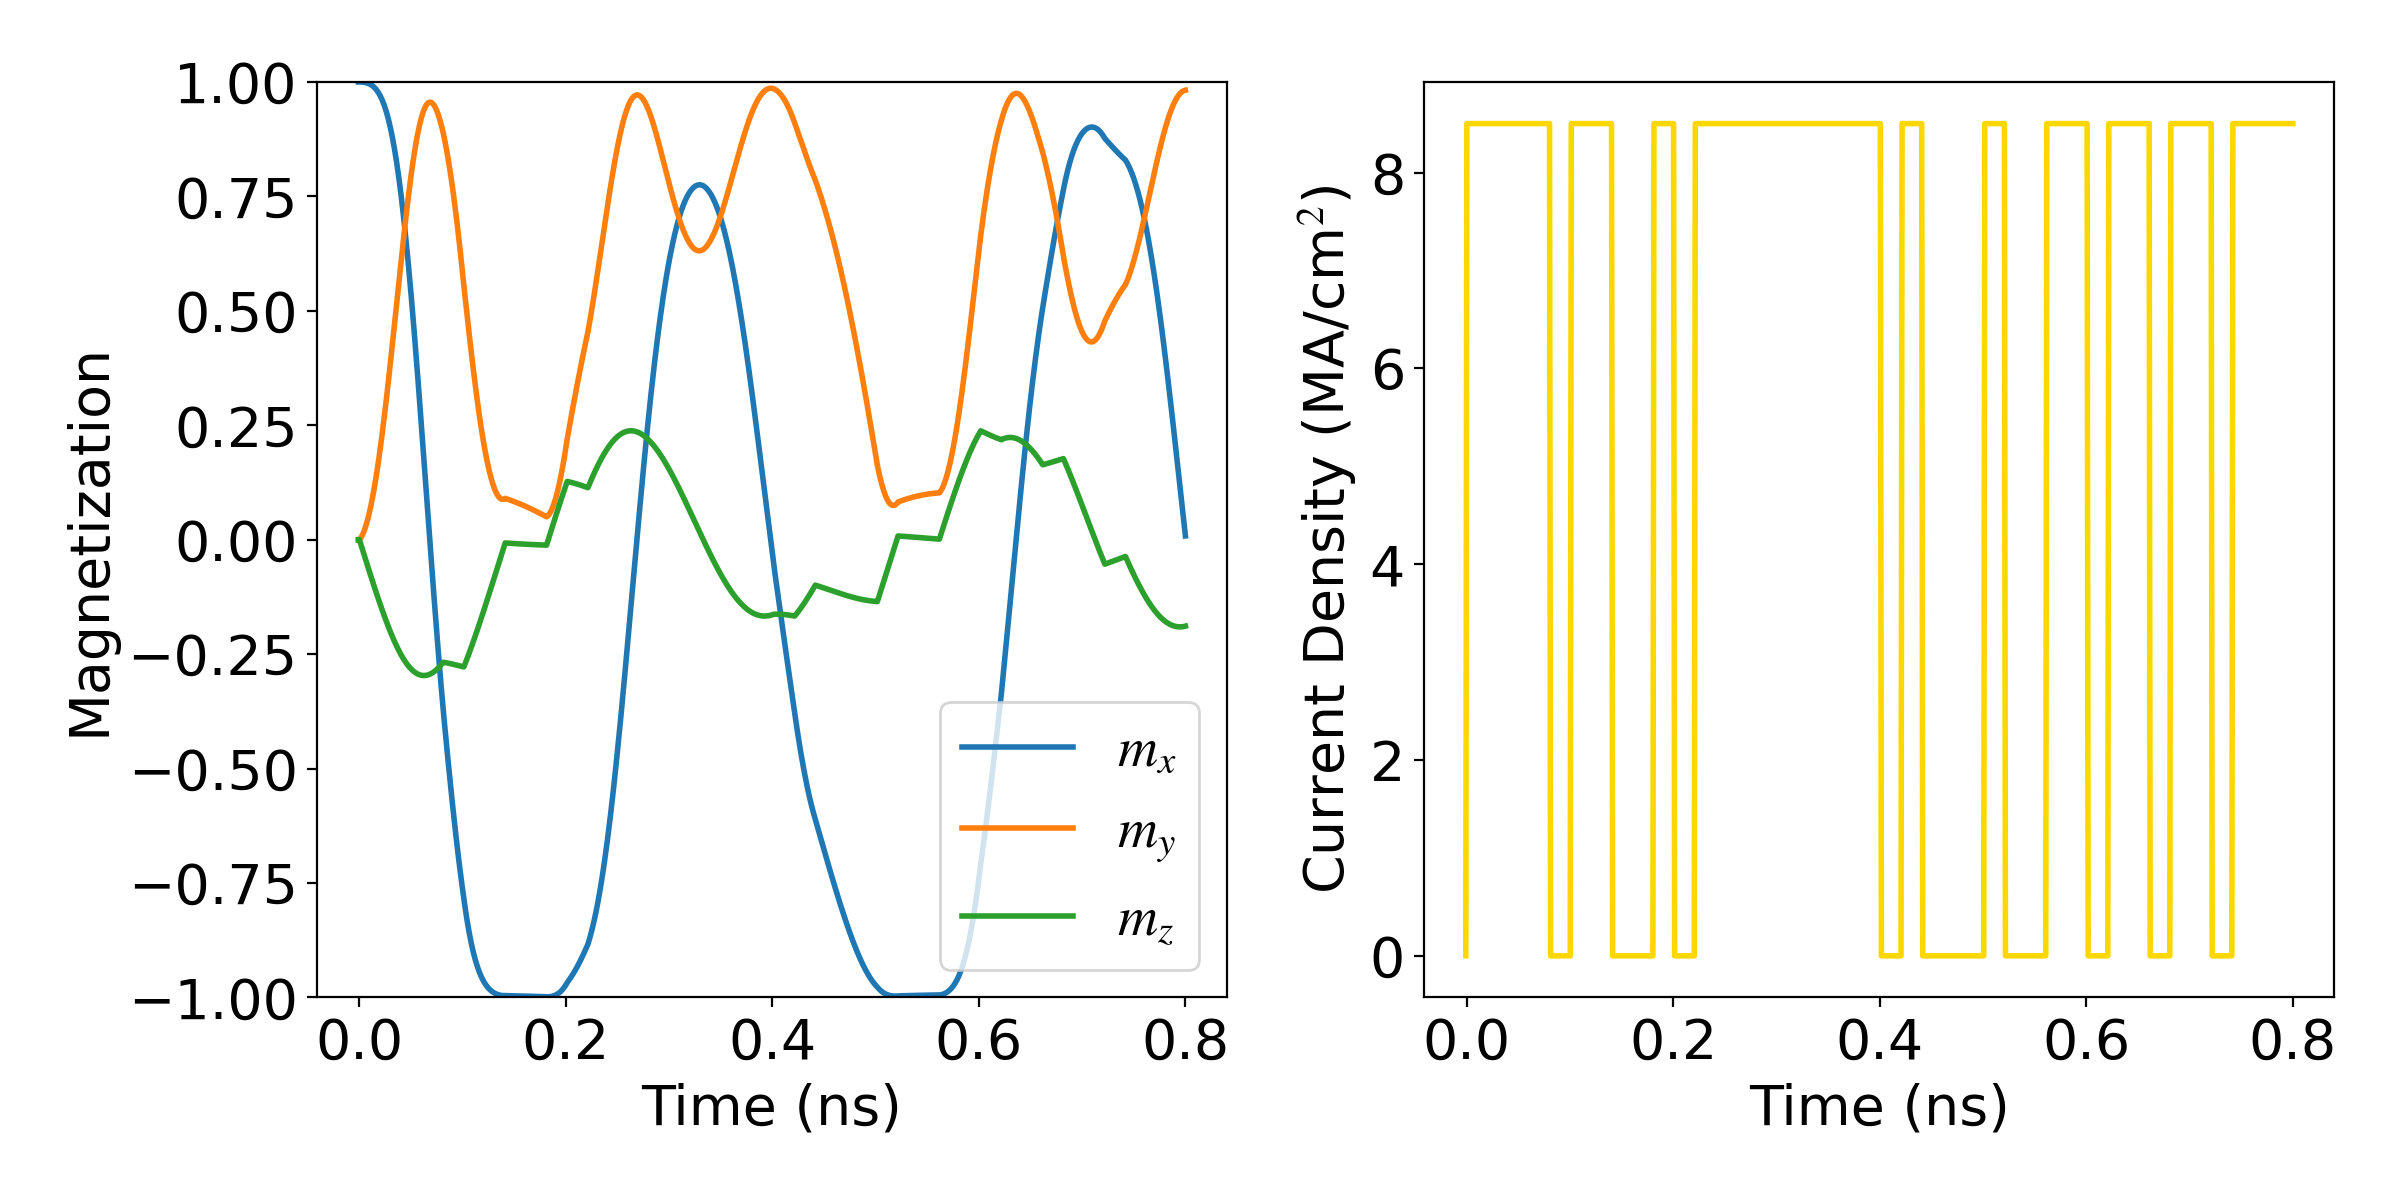 Magnetization
1.00
0.75
0.50
0.25
0.00
−0.25
−0.50
−0.75
−1.00
0.0 0.2 0.4 0.6 0.8
Time (ns)
m_x
m_y
m_z
Current Density (MA/cm²)
8
6
4
2
0
0.0 0.2 0.4 0.6 0.8
Time (ns)